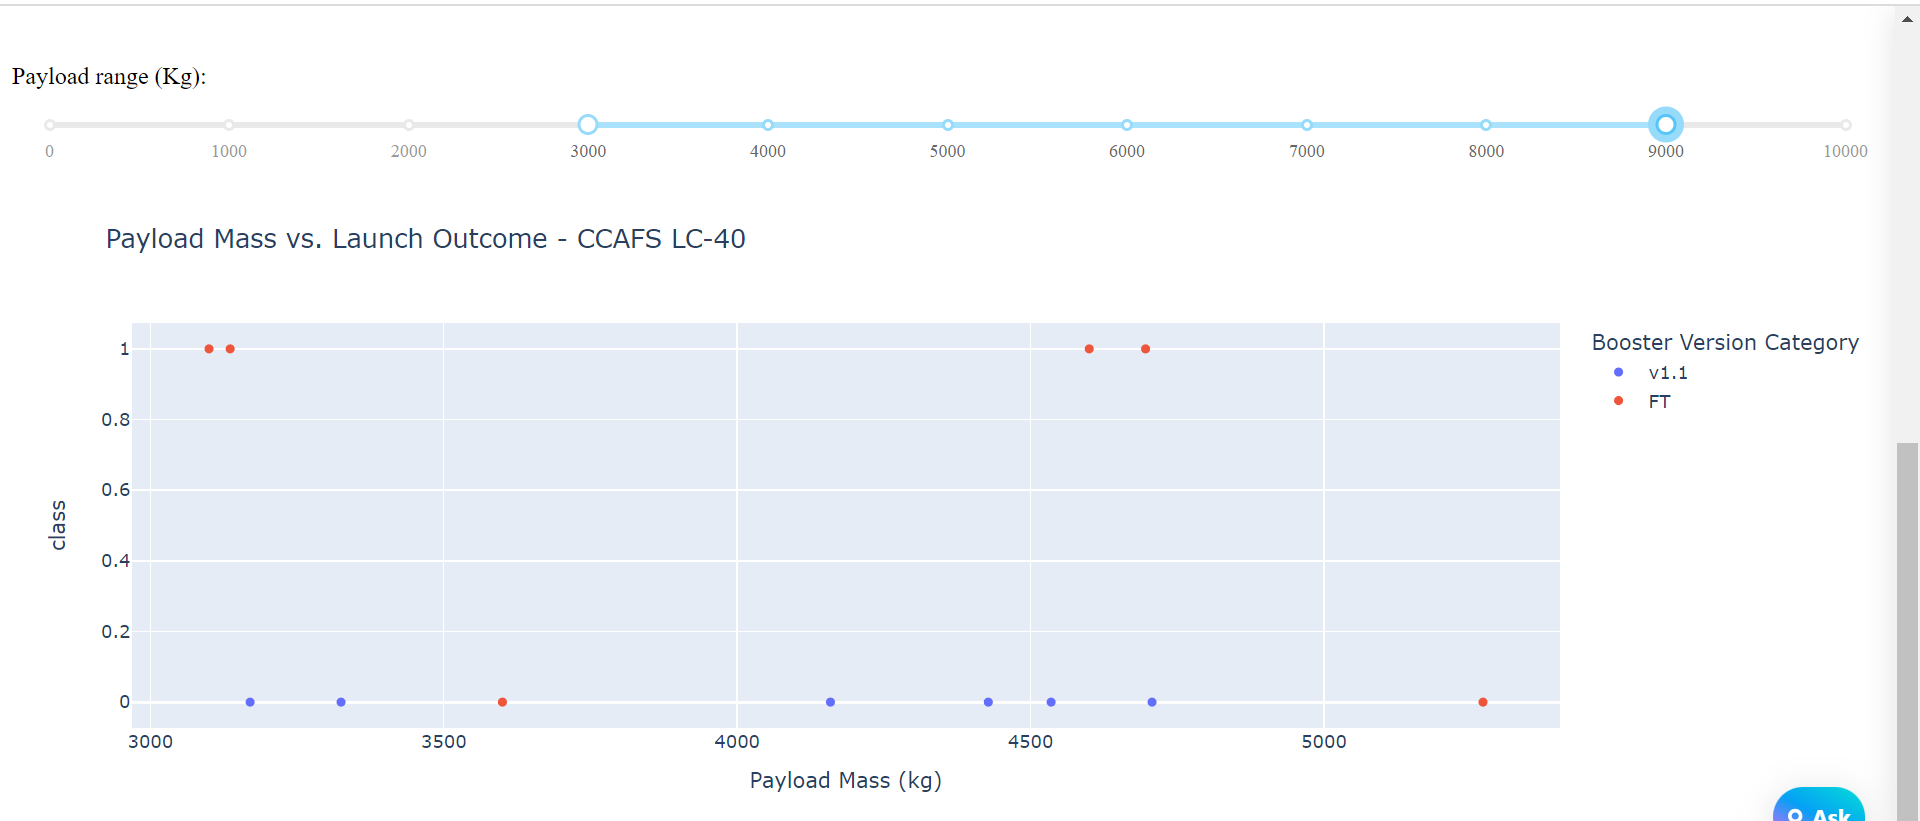 Payload range (Kg):
0 1000 2000 3000 4000 5000 6000 7000 8000 9000 10000
Payload Mass vs. Launch Outcome - CCAFS LC-40
Booster Version Category
v1.1
FT
1
0.8
0.6
0.4
0.2
0
class
3000 3500 4000 4500 5000
Payload Mass (kg)
Ask